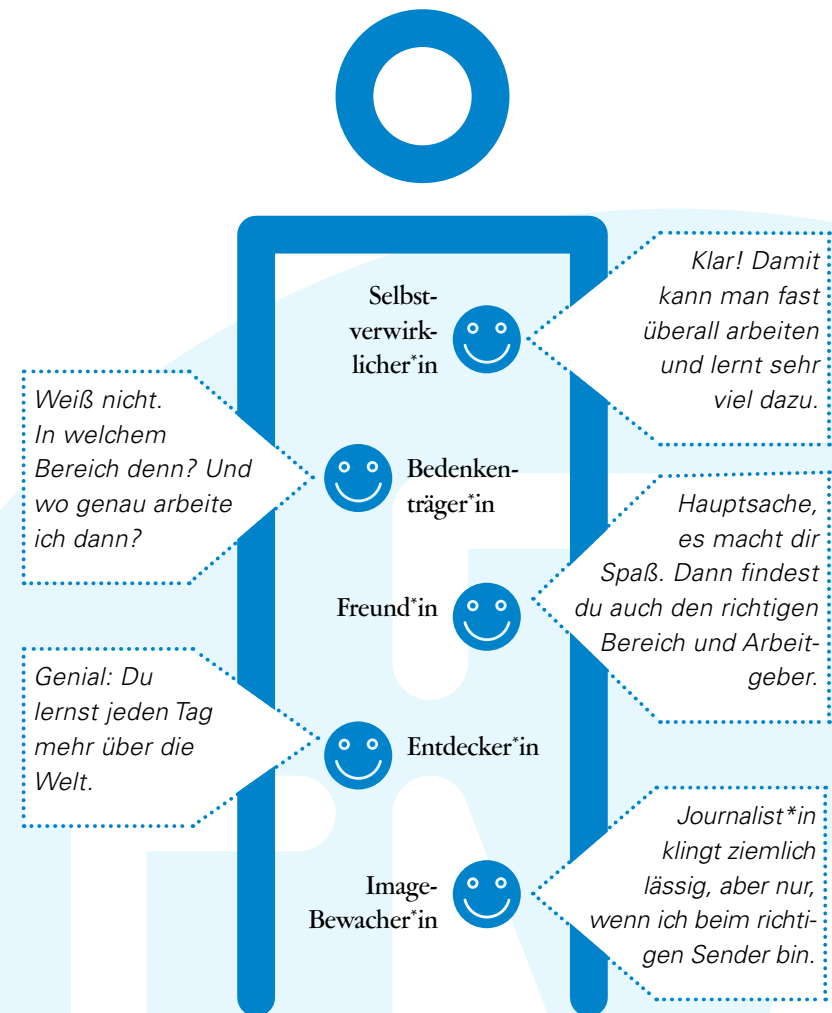 Selbst-
verwirk-
licher*in
Klar! Damit
kann man fast
überall arbeiten
und lernt sehr
viel dazu.
Weiß nicht.
In welchem
Bereich denn? Und
wo genau arbeite
ich dann?
Bedenken-
träger*in
Freund*in
Hauptsache,
es macht dir
Spaß. Dann findest
du auch den richtigen
Bereich und Arbeit-
geber.
Genial: Du
lernst jeden Tag
mehr über die
Welt.
Entdecker*in
Image-
Bewacher*in
Journalist*in
klingt ziemlich
lässig, aber nur,
wenn ich beim richti-
gen Sender bin.